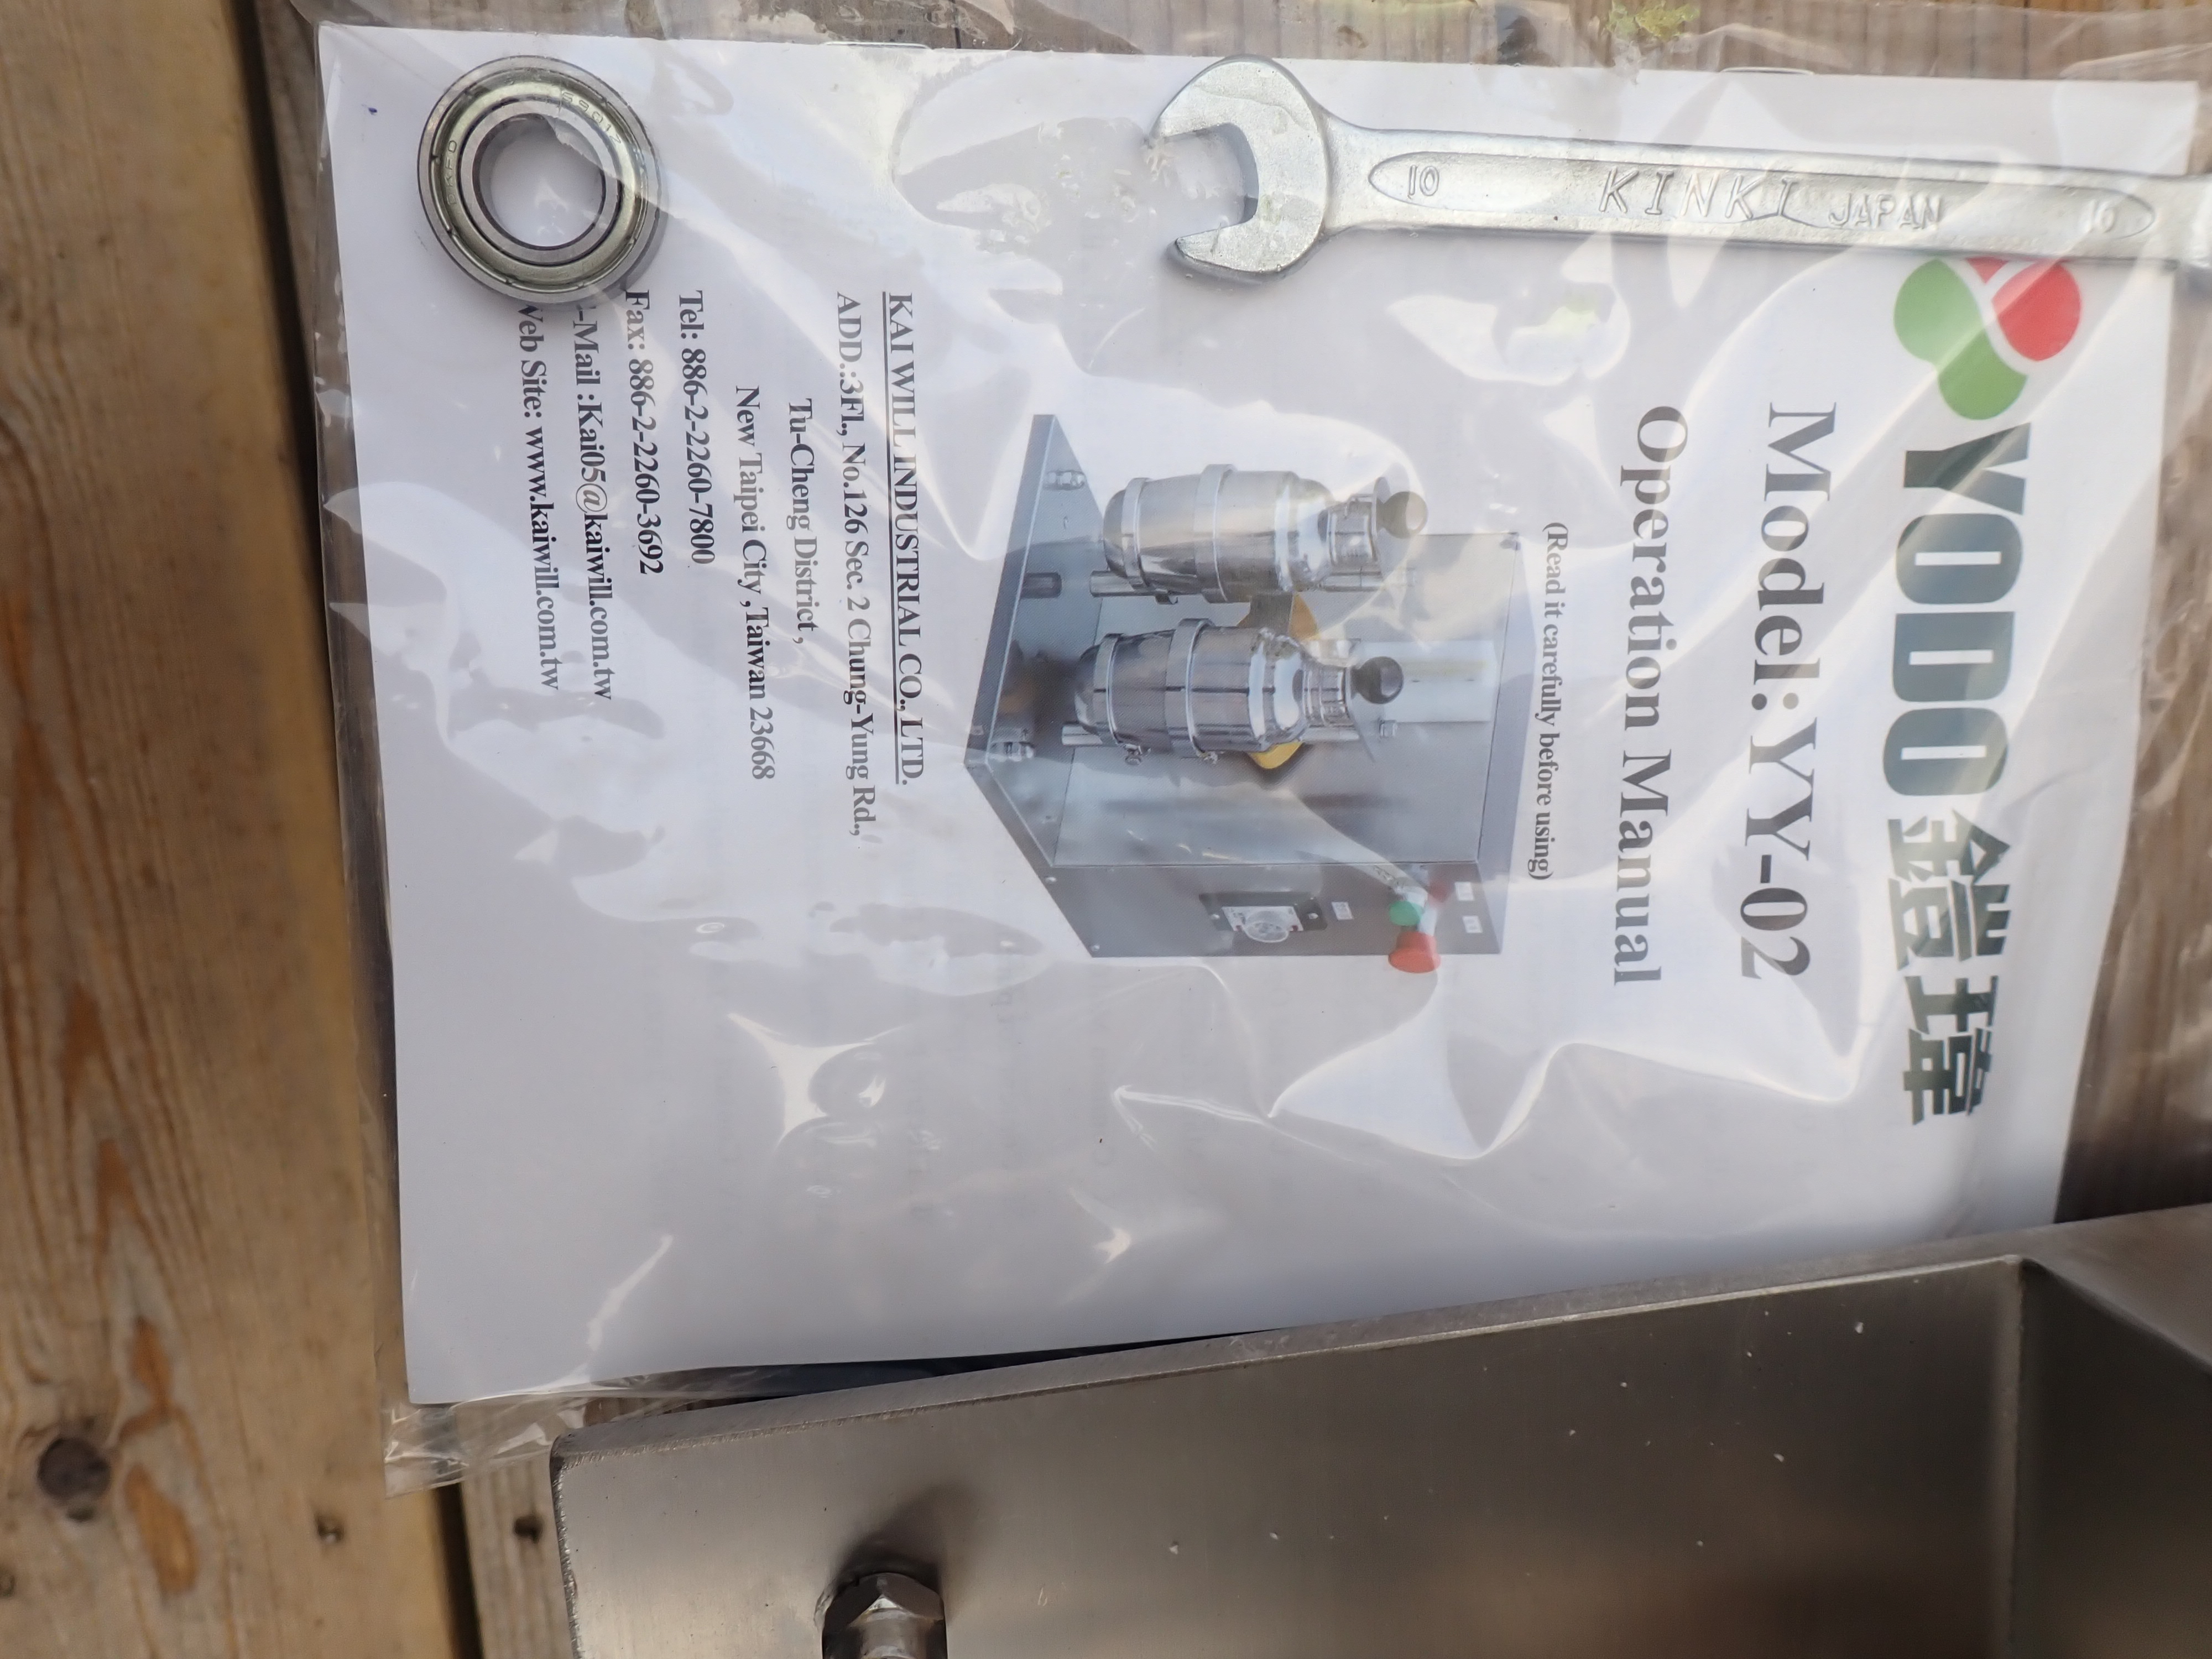 YODO 鎧瑋
Model: YY-02
Operation Manual
(Read it carefully before using)
KAI WILL INDUSTRIAL CO., LTD.
ADD.:3Fl., No.126 Sec. 2 Chung-Yung Rd.,
Tu-Cheng District ,
New Taipei City ,Taiwan 23668
Tel: 886-2-2260-7800
Fax: 886-2-2260-3692
-Mail :Kai05@kaiwill.com.tw
Web Site: www.kaiwill.com.tw
10 KINKI JAPAN 10